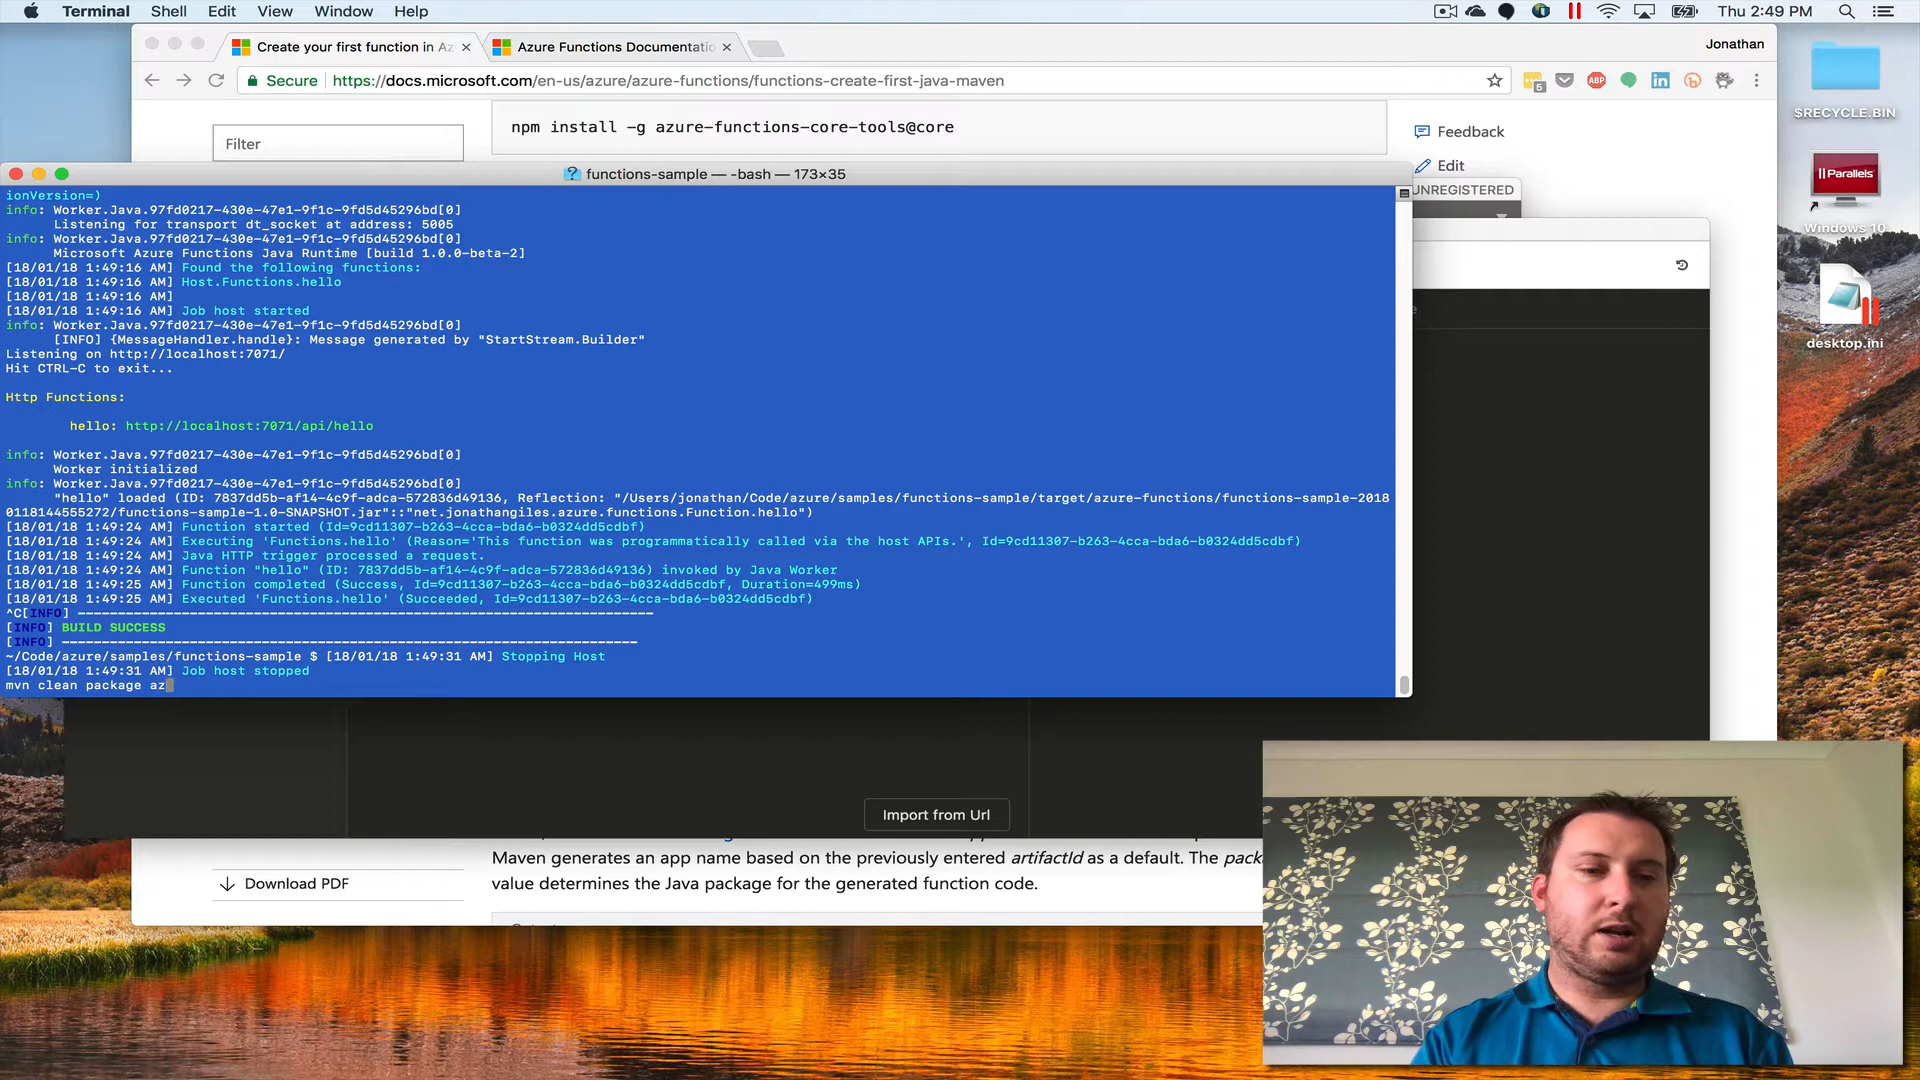 Terminal Shell Edit View Window Help
Thu 2:49 PM
Create your first function in Az
Azure Functions Documentatio
Jonathan
Secure https://docs.microsoft.com/en-us/azure/azure-functions/functions-create-first-java-maven
5
ABP
$RECYCLE.BIN
Filter
npm install -g azure-functions-core-tools@core
Feedback
Edit
UNREGISTERED
Parallels
Windows 10
desktop.ini
functions-sample — -bash — 173×35
ionVersion=)
info: Worker.Java.97fd0217-430e-47e1-9f1c-9fd5d45296bd[0]
Listening for transport dt_socket at address: 5005
info: Worker.Java.97fd0217-430e-47e1-9f1c-9fd5d45296bd[0]
Microsoft Azure Functions Java Runtime [build 1.0.0-beta-2]
[18/01/18 1:49:16 AM] Found the following functions:
[18/01/18 1:49:16 AM] Host.Functions.hello
[18/01/18 1:49:16 AM]
[18/01/18 1:49:16 AM] Job host started
info: Worker.Java.97fd0217-430e-47e1-9f1c-9fd5d45296bd[0]
[INFO] {MessageHandler.handle}: Message generated by "StartStream.Builder"
Listening on http://localhost:7071/
Hit CTRL-C to exit...
Http Functions:
hello: http://localhost:7071/api/hello
info: Worker.Java.97fd0217-430e-47e1-9f1c-9fd5d45296bd[0]
Worker initialized
info: Worker.Java.97fd0217-430e-47e1-9f1c-9fd5d45296bd[0]
"hello" loaded (ID: 7837dd5b-af14-4c9f-adca-572836d49136, Reflection: "/Users/jonathan/Code/azure/samples/functions-sample/target/azure-functions/functions-sample-2018
0118144555272/functions-sample-1.0-SNAPSHOT.jar"::"net.jonathangiles.azure.functions.Function.hello")
[18/01/18 1:49:24 AM] Function started (Id=9cd11307-b263-4cca-bda6-b0324dd5cdbf)
[18/01/18 1:49:24 AM] Executing 'Functions.hello' (Reason='This function was programmatically called via the host APIs.', Id=9cd11307-b263-4cca-bda6-b0324dd5cdbf)
[18/01/18 1:49:24 AM] Java HTTP trigger processed a request.
[18/01/18 1:49:24 AM] Function "hello" (ID: 7837dd5b-af14-4c9f-adca-572836d49136) invoked by Java Worker
[18/01/18 1:49:25 AM] Function completed (Success, Id=9cd11307-b263-4cca-bda6-b0324dd5cdbf, Duration=499ms)
[18/01/18 1:49:25 AM] Executed 'Functions.hello' (Succeeded, Id=9cd11307-b263-4cca-bda6-b0324dd5cdbf)
^C[INFO] ------------------------------------------------------------------------
[INFO] BUILD SUCCESS
[INFO] ------------------------------------------------------------------------
~/Code/azure/samples/functions-sample $ [18/01/18 1:49:31 AM] Stopping Host
[18/01/18 1:49:31 AM] Job host stopped
mvn clean package az
Import from Url
Maven generates an app name based on the previously entered artifactId as a default. The
value determines the Java package for the generated function code.
Download PDF